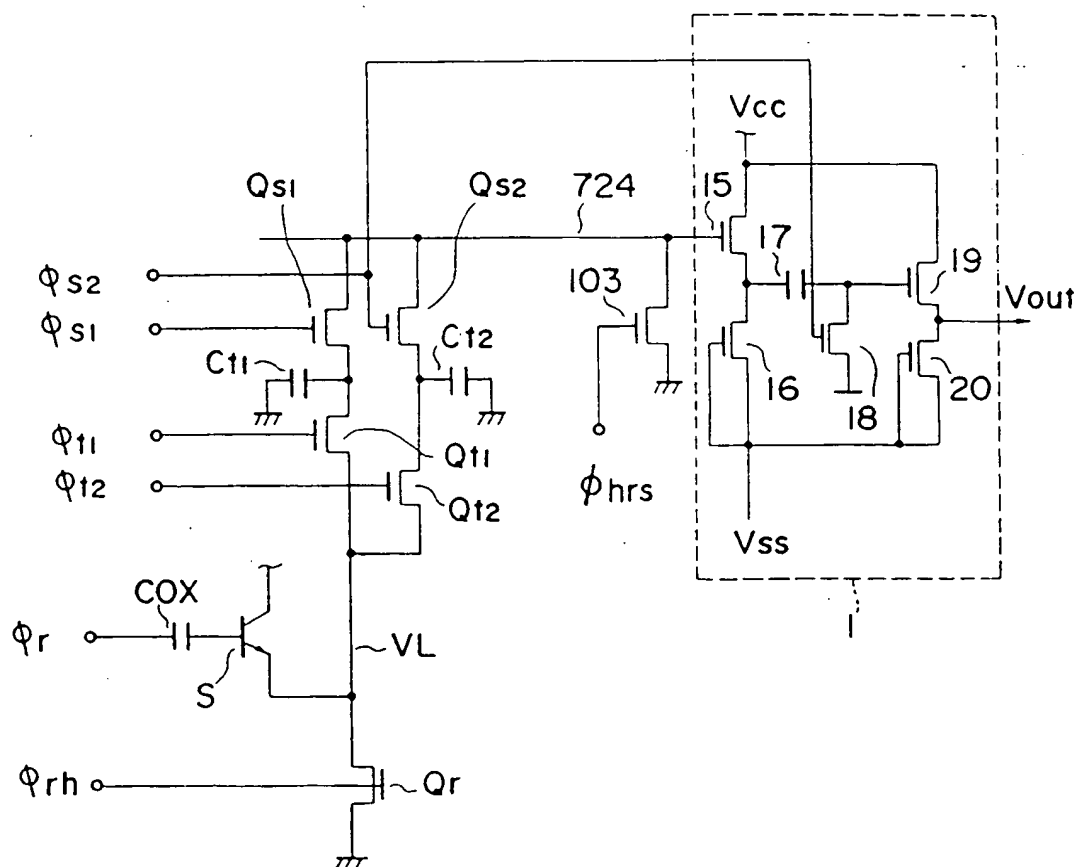 Vcc
Qs1
Qs2
724
15
17
19
φs2
φs1
103
Vout
Ct1
Ct2
16
18
20
φt1
Qt1
φt2
Qt2
φhrs
Vss
COX
1
φr
VL
S
φrh
Qr